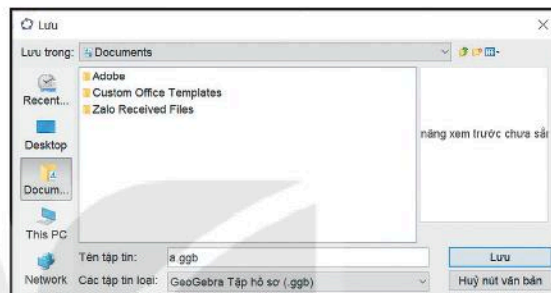 Lưu
Lưu trong: Documents
Recent...
Desktop
Docum...
This PC
Network
Adobe
Custom Office Templates
Zalo Received Files
năng xem trước chưa sẵn
Tên tập tin: a.ggb
Lưu
Các tập tin loại: GeoGebra Tập hồ sơ (.ggb)
Huỷ nút văn bản